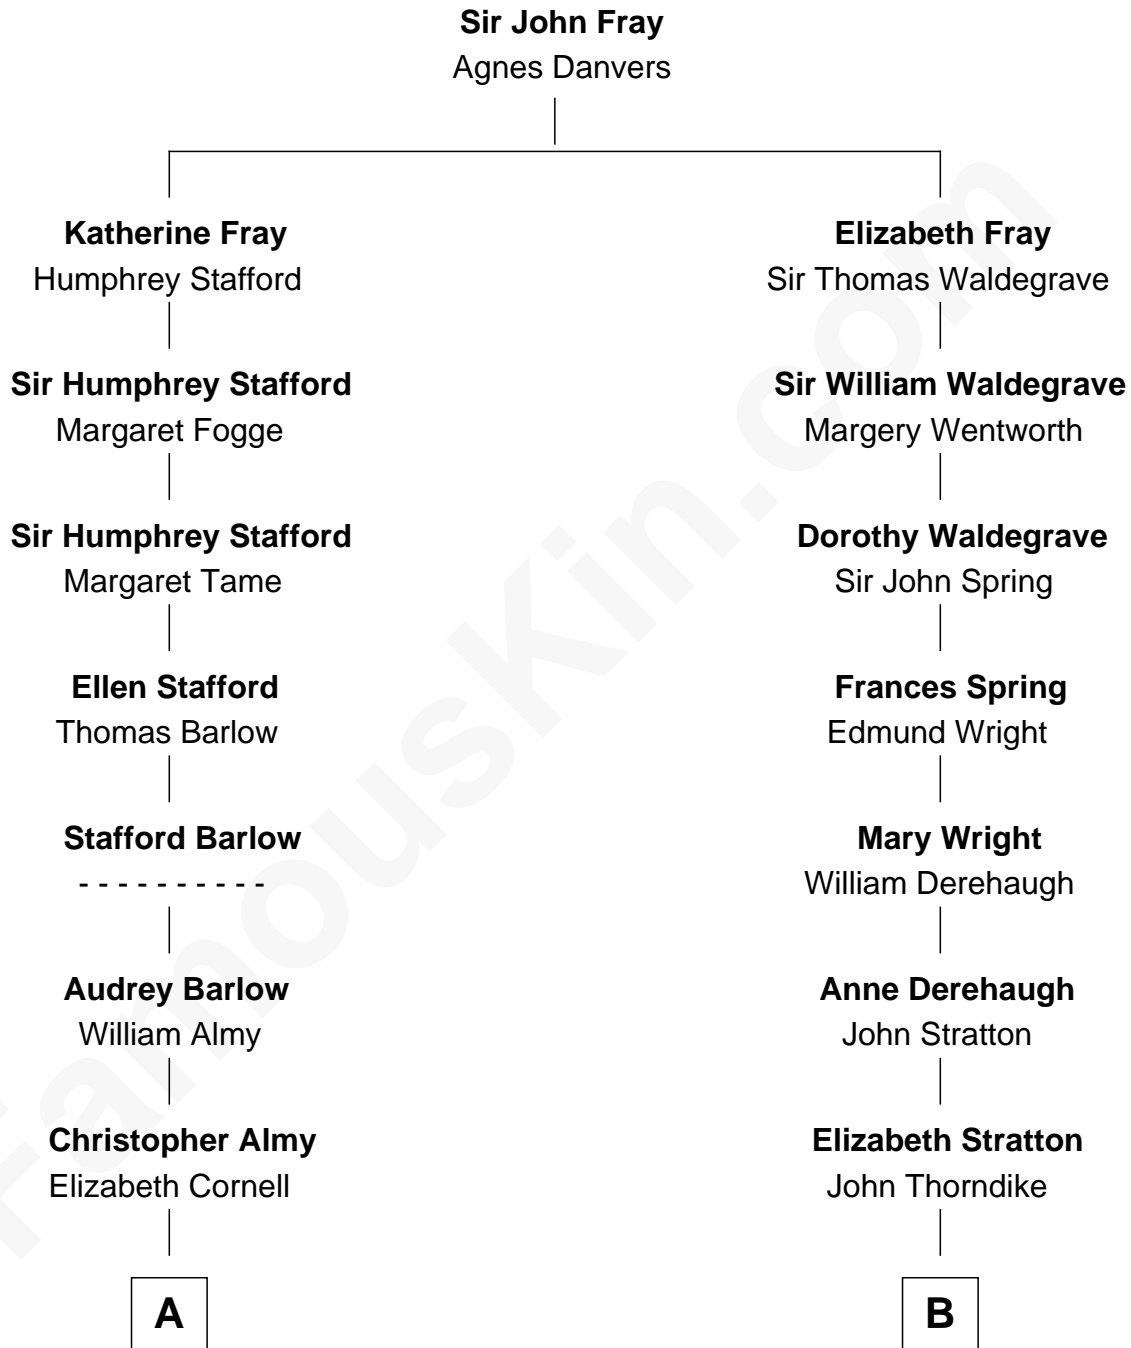 Sir John Fray
Agnes Danvers
Katherine Fray
Humphrey Stafford
Elizabeth Fray
Sir Thomas Waldegrave
Sir Humphrey Stafford
Margaret Fogge
Sir William Waldegrave
Margery Wentworth
Sir Humphrey Stafford
Margaret Tame
Dorothy Waldegrave
Sir John Spring
Ellen Stafford
Thomas Barlow
Frances Spring
Edmund Wright
Stafford Barlow
- - - - - - - - - -
Mary Wright
William Derehaugh
Audrey Barlow
William Almy
Anne Derehaugh
John Stratton
Christopher Almy
Elizabeth Cornell
Elizabeth Stratton
John Thorndike
A
B
FamousKin.com